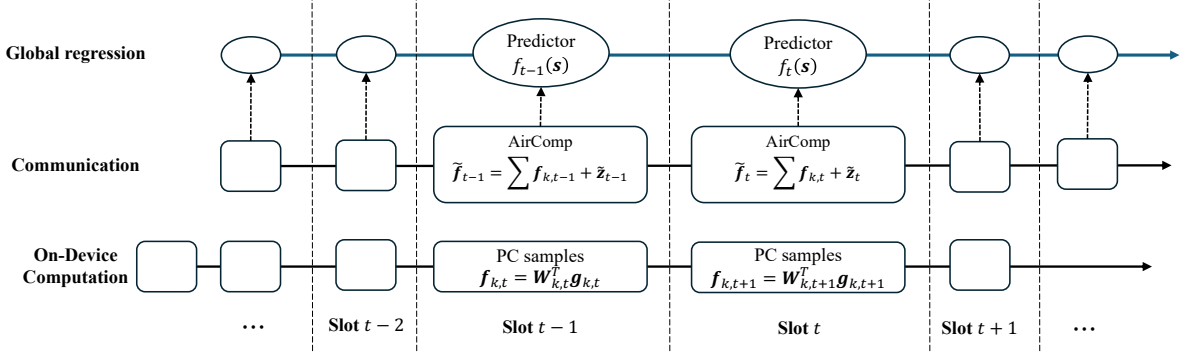 Global regression
Predictor
f_{t−1}(s)
Predictor
f_t(s)
Communication
AirComp
f̃_{t−1} = ∑ f_{k,t−1} + z̃_{t−1}
AirComp
f̃_t = ∑ f_{k,t} + z̃_t
On-Device
Computation
PC samples
f_{k,t} = W_{k,t}^T g_{k,t}
PC samples
f_{k,t+1} = W_{k,t+1}^T g_{k,t+1}
...
Slot t − 2
Slot t − 1
Slot t
Slot t + 1
...